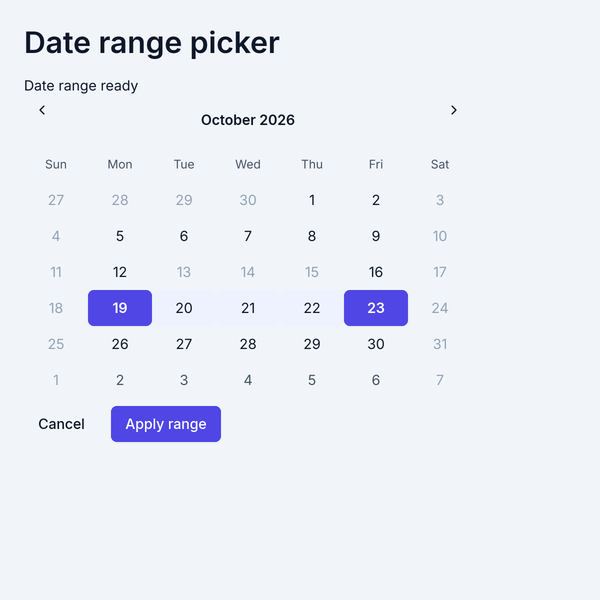 Date range picker
Date range ready
October 2026
Sun Mon Tue Wed Thu Fri Sat
27 28 29 30 1 2 3
4 5 6 7 8 9 10
11 12 13 14 15 16 17
18 19 20 21 22 23 24
25 26 27 28 29 30 31
1 2 3 4 5 6 7
Cancel Apply range